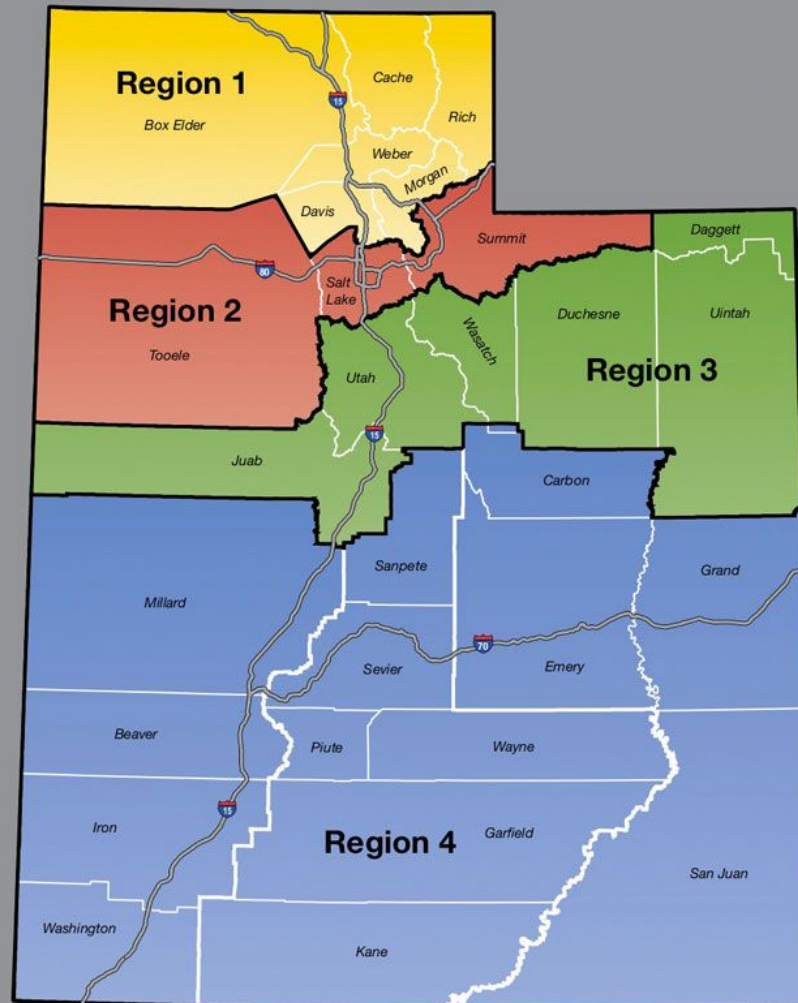 Region 1
Box Elder
Cache
Rich
15
Weber
Morgan
Davis
Summit
Daggett
80
Salt
Lake
Region 2
Tooele
Wasatch
Duchesne
Uintah
Region 3
Utah
15
Juab
Carbon
Sanpete
Grand
Millard
70
Sevier
Emery
Beaver
Piute
Wayne
15
Iron
Region 4
Garfield
San Juan
Washington
Kane